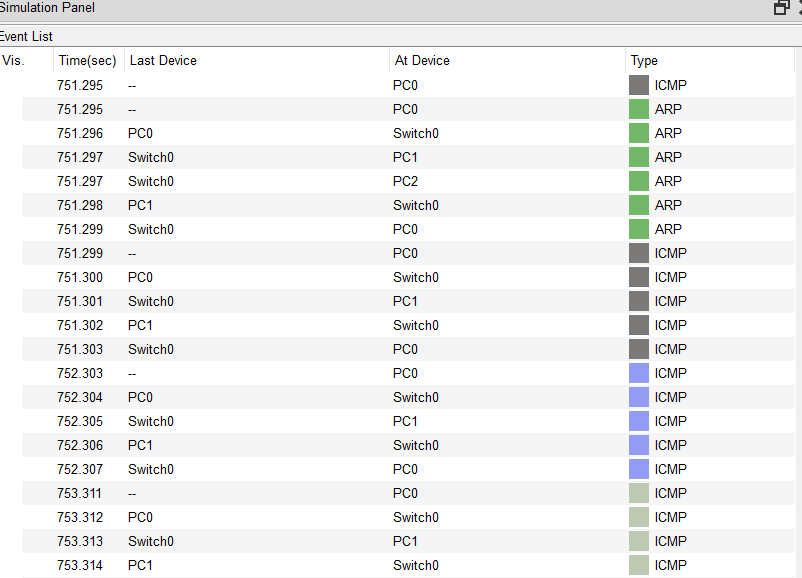 Simulation Panel
Event List
Vis. Time(sec) Last Device At Device Type
751.295 -- PC0 ICMP
751.295 -- PC0 ARP
751.296 PC0 Switch0 ARP
751.297 Switch0 PC1 ARP
751.297 Switch0 PC2 ARP
751.298 PC1 Switch0 ARP
751.299 Switch0 PC0 ARP
751.299 -- PC0 ICMP
751.300 PC0 Switch0 ICMP
751.301 Switch0 PC1 ICMP
751.302 PC1 Switch0 ICMP
751.303 Switch0 PC0 ICMP
752.303 -- PC0 ICMP
752.304 PC0 Switch0 ICMP
752.305 Switch0 PC1 ICMP
752.306 PC1 Switch0 ICMP
752.307 Switch0 PC0 ICMP
753.311 -- PC0 ICMP
753.312 PC0 Switch0 ICMP
753.313 Switch0 PC1 ICMP
753.314 PC1 Switch0 ICMP